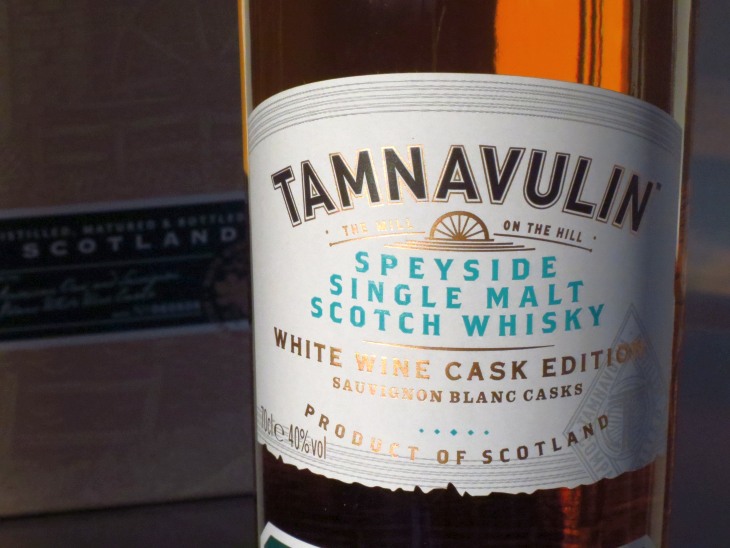 TAMNAVULIN
THE MILL ON THE HILL
SPEYSIDE
SINGLE MALT
SCOTCH WHISKY
WHITE WINE CASK EDITION
SAUVIGNON BLANC CASKS
70cl e 40%vol
PRODUCT OF SCOTLAND
DISTILLED, MATURED & BOTTLED
SCOTLAND